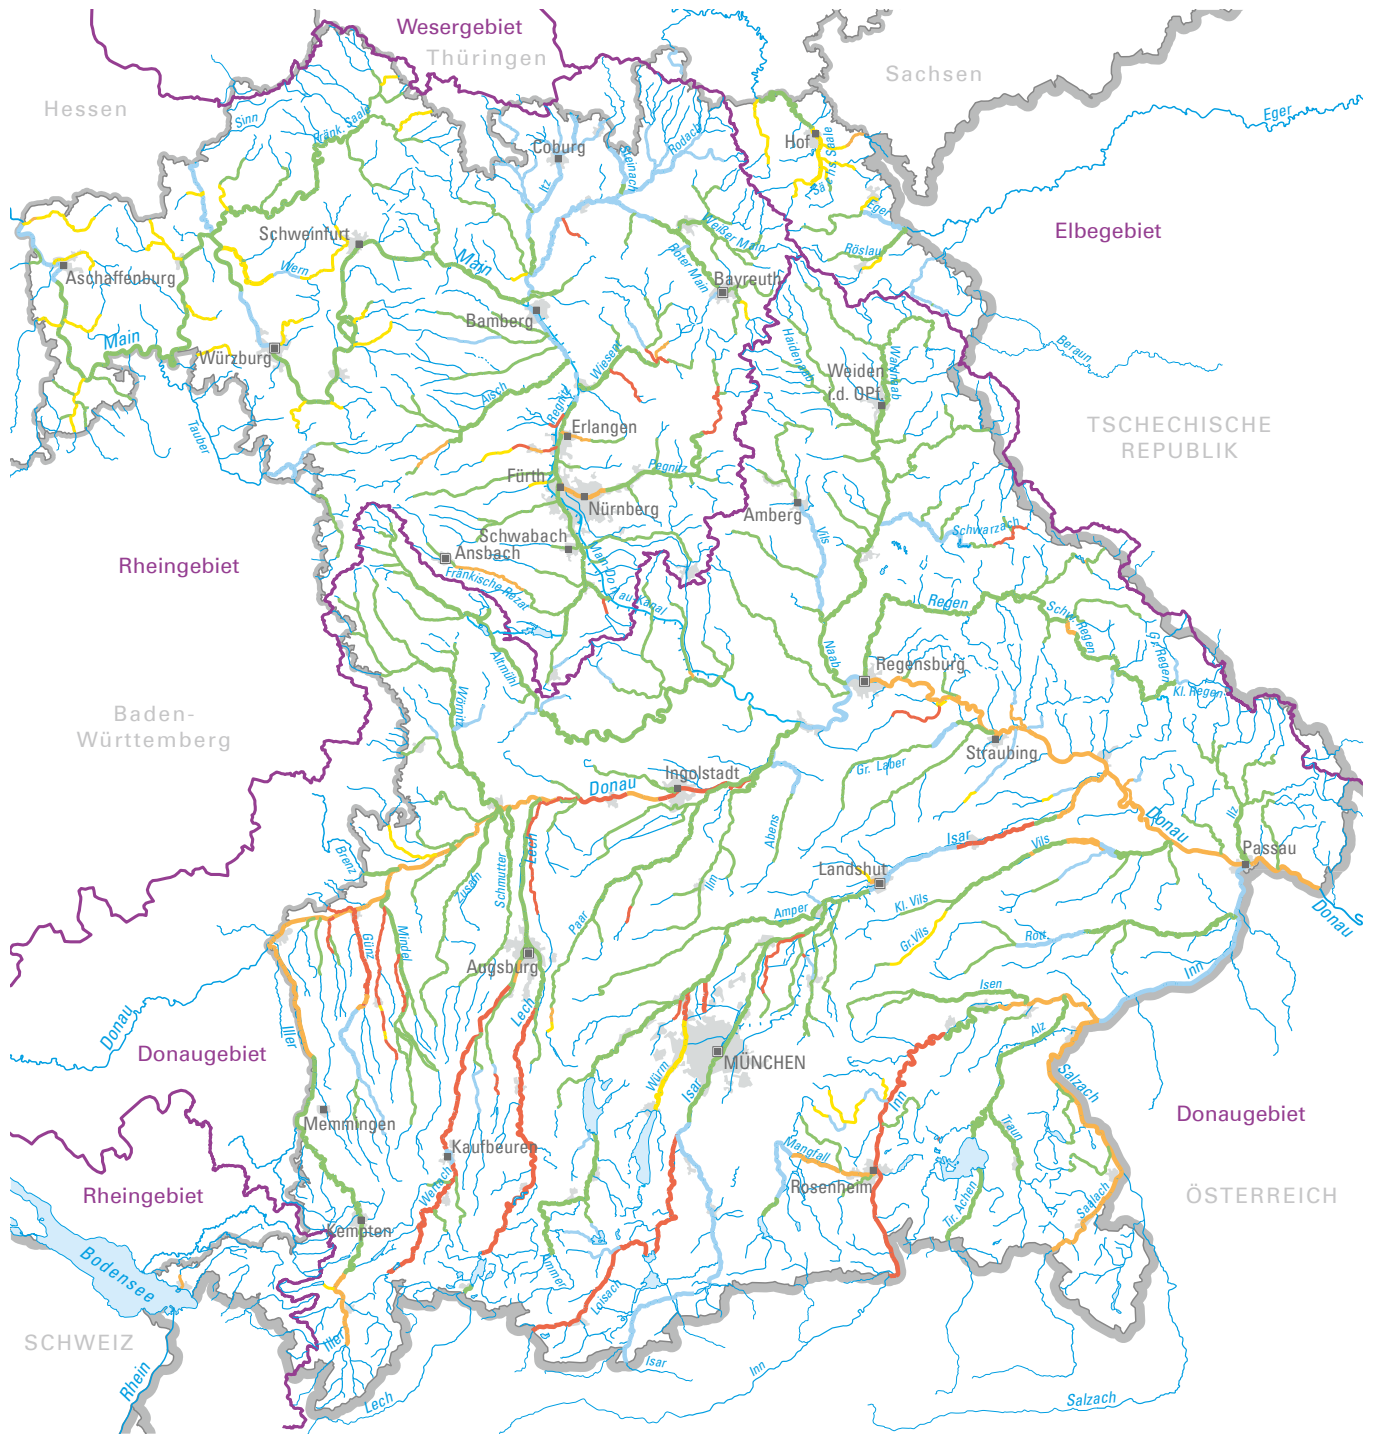 Wesergebiet
Thüringen
Sachsen
Hessen
Eger
Sinn
Fränk. Saale
Rodach
Hof
Sächs. Saale
Coburg
Steinach
Itz
Eger
Elbegebiet
Schweinfurt
Weißer Main
Röslau
Main
Roter Main
Wern
Aschaffenburg
Bayreuth
Bamberg
Main
Beraun
Würzburg
Wiesent
Haidenaab
Waldnaab
Weiden
i.d. OPf.
Aisch
Regnitz
TSCHECHISCHE
REPUBLIK
Tauber
Erlangen
Pegnitz
Fürth
Nürnberg
Amberg
Schwarzach
Schwabach
Vils
Ansbach
Rheingebiet
Main-Donau-Kanal
Fränkische Rezat
Regen
Schw. Regen
Gr. Regen
Naab
Altmühl
Regensburg
Kl. Regen
Wörnitz
Baden-
Württemberg
Straubing
Gr. Laber
Ingolstadt
Donau
Donau
Ilz
Abens
Isar
Vils
Lech
Brenz
Passau
Schmutter
Landshut
Zusam
Ilm
Kl. Vils
Amper
Paar
Donau
Günz
Mindel
Gr.Vils
Rott
Augsburg
Inn
Isen
Lech
Donau
Iller
Alz
Donaugebiet
MÜNCHEN
Würm
Salzach
Isar
Inn
Donaugebiet
Memmingen
Traun
Mangfall
Kaufbeuren
Wertach
Rosenheim
Rheingebiet
ÖSTERREICH
Tir. Achen
Saalach
Kempten
Bodensee
Ammer
Loisach
SCHWEIZ
Iller
Isar
Inn
Rhein
Lech
Salzach